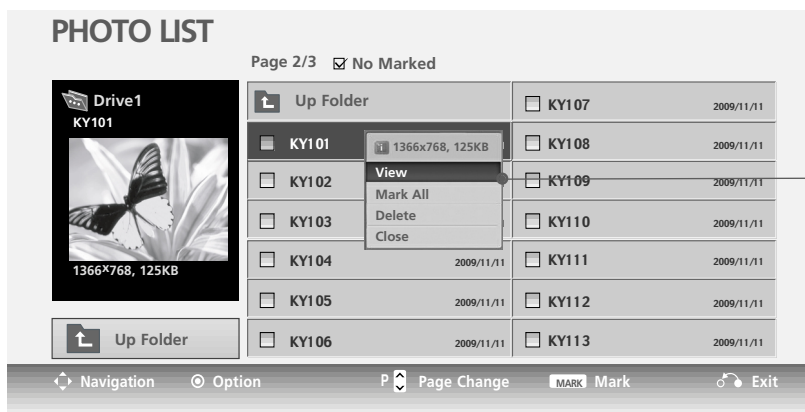 PHOTO LIST
Page 2/3 No Marked
Drive1
KY101
1366x768, 125KB
Up Folder
Up Folder
KY101
KY102
KY103
KY104 2009/11/11
KY105 2009/11/11
KY106 2009/11/11
1366x768, 125KB
View
Mark All
Delete
Close
KY107 2009/11/11
KY108 2009/11/11
KY109 2009/11/11
KY110 2009/11/11
KY111 2009/11/11
KY112 2009/11/11
KY113 2009/11/11
Navigation Option P Page Change MARK Mark Exit